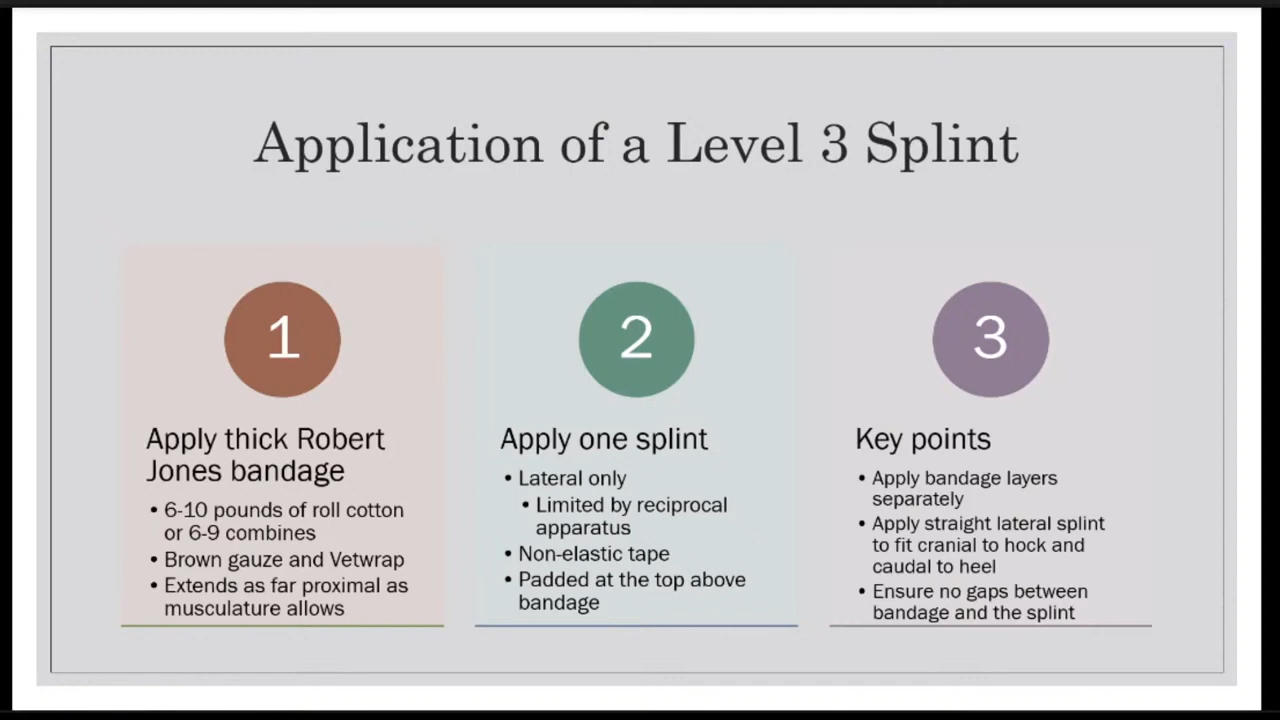 Application of a Level 3 Splint
1
Apply thick Robert
Jones bandage
• 6-10 pounds of roll cotton
or 6-9 combines
• Brown gauze and Vetwrap
• Extends as far proximal as
musculature allows
2
Apply one splint
• Lateral only
• Limited by reciprocal
apparatus
• Non-elastic tape
• Padded at the top above
bandage
3
Key points
• Apply bandage layers
separately
• Apply straight lateral splint
to fit cranial to hock and
caudal to heel
• Ensure no gaps between
bandage and the splint